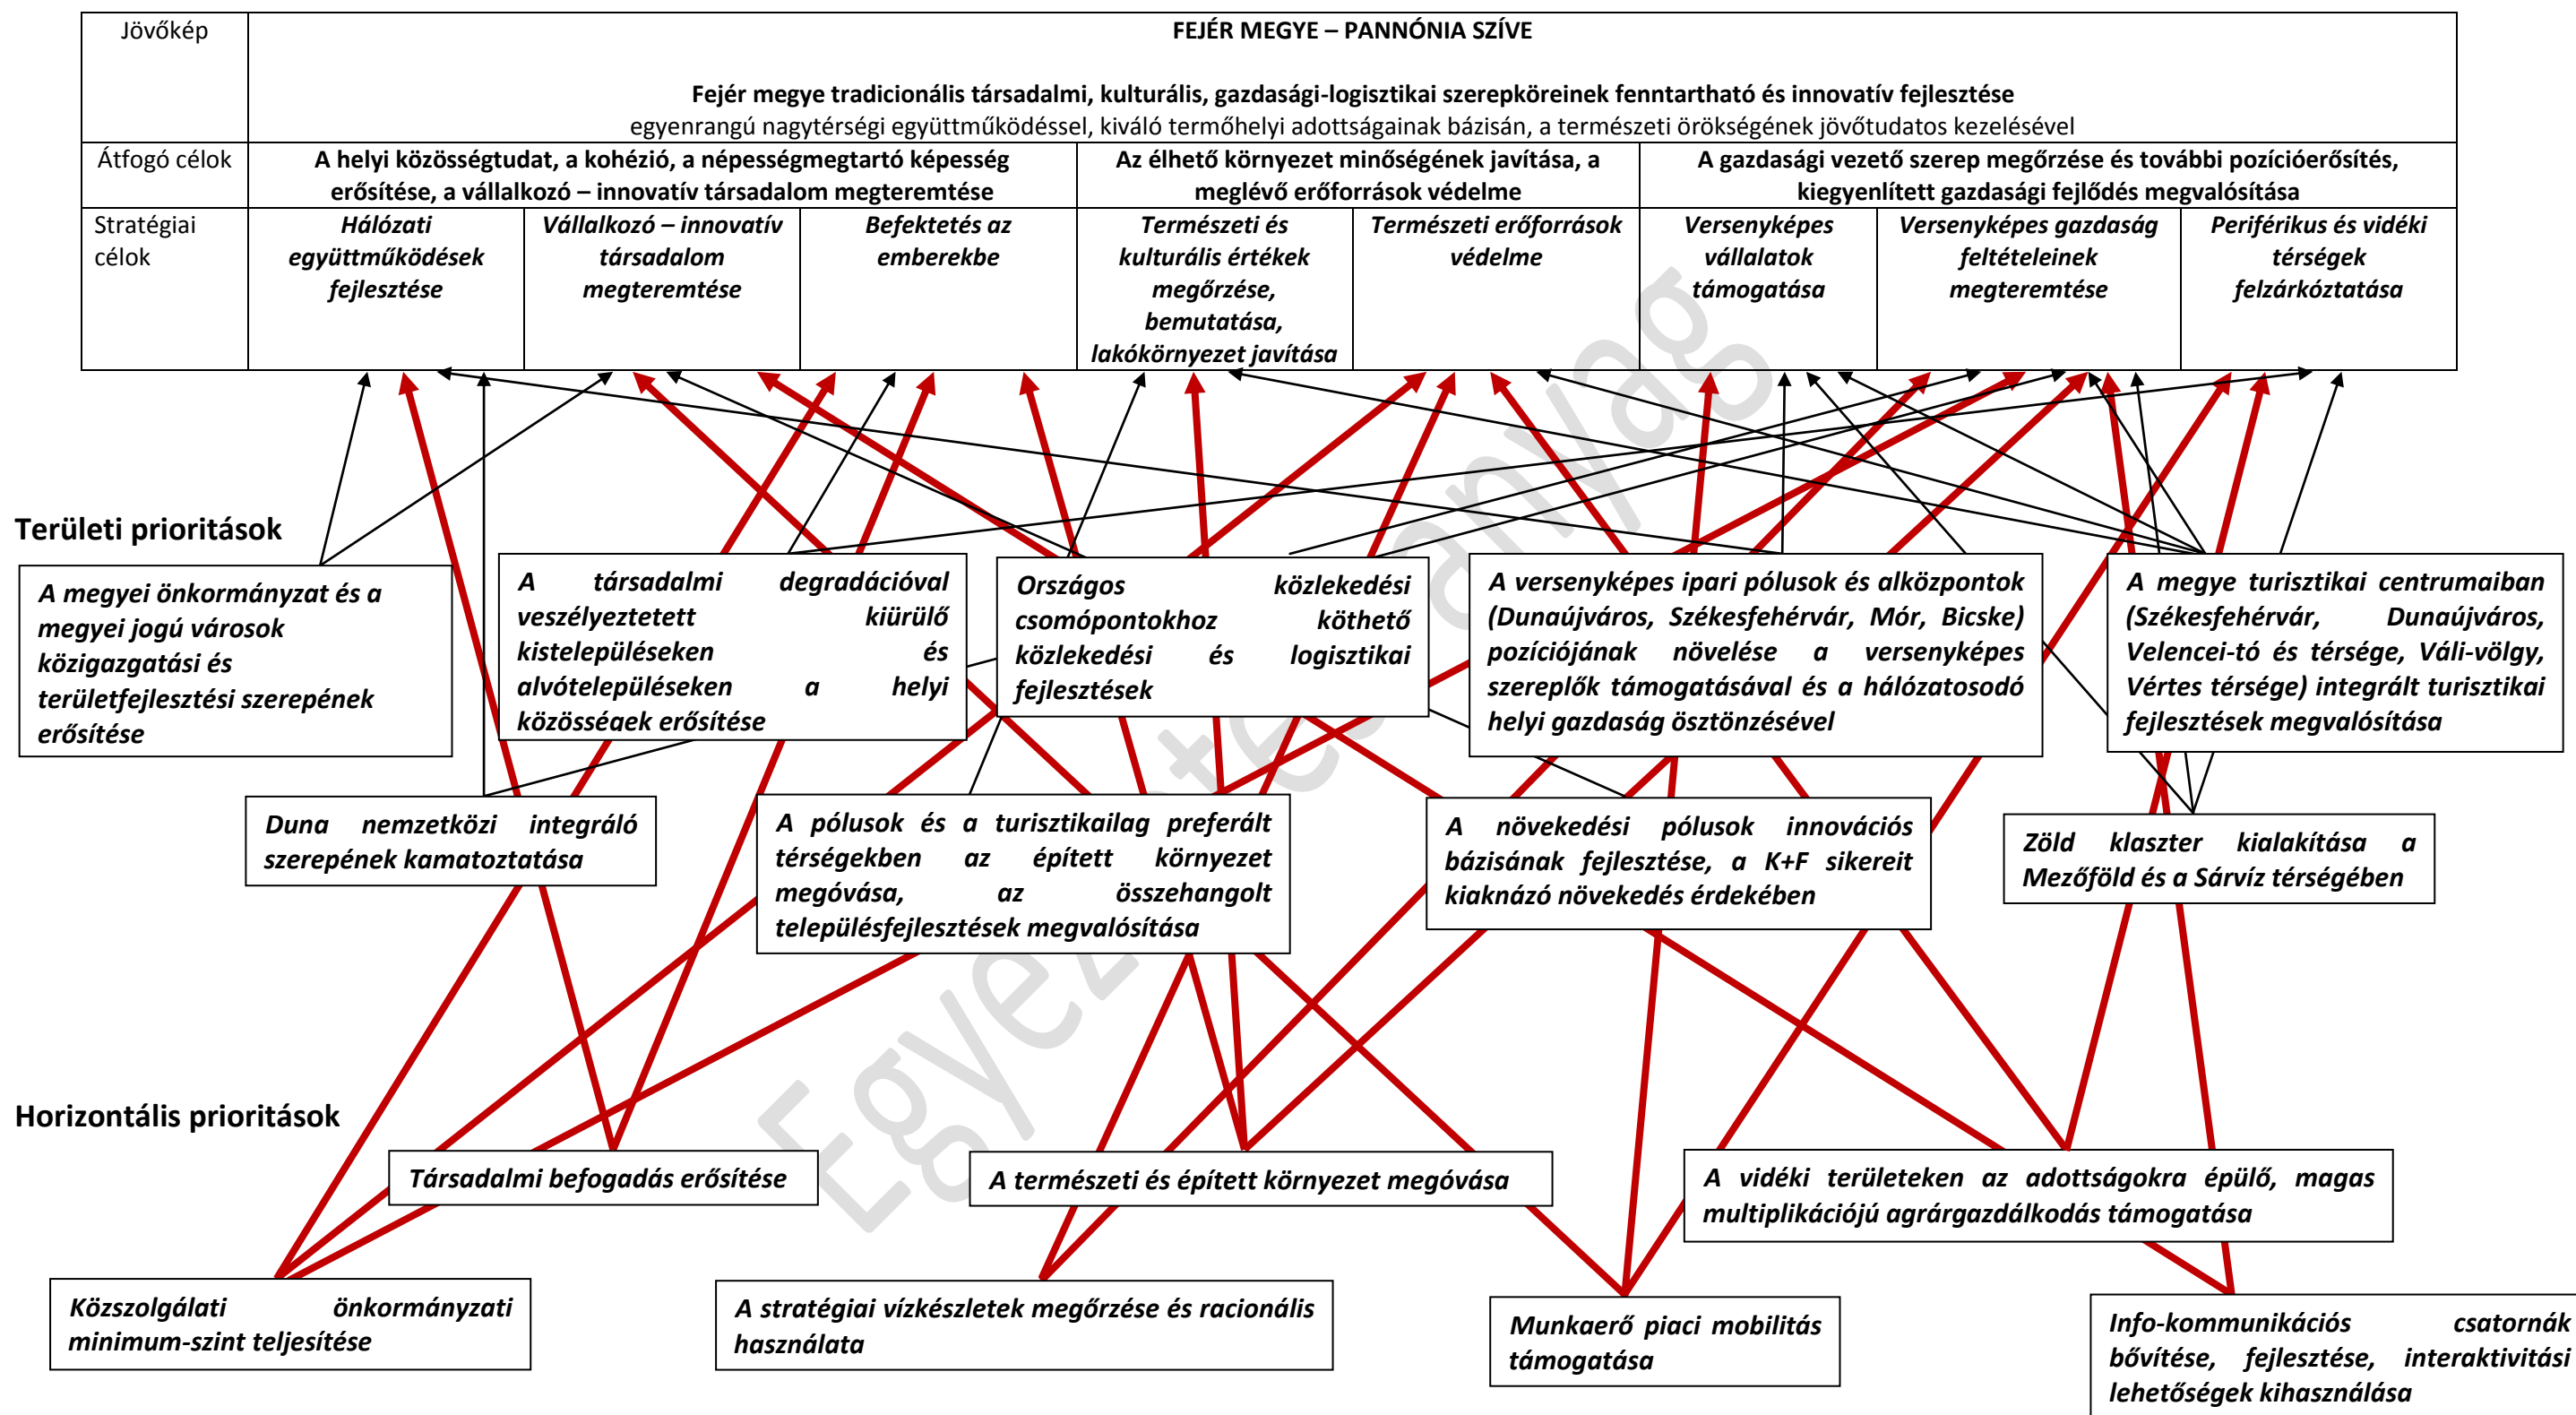 Jövőkép
FEJÉR MEGYE – PANNÓNIA SZÍVE
Fejér megye tradicionális társadalmi, kulturális, gazdasági-logisztikai szerepköreinek fenntartható és innovatív fejlesztése
egyenrangú nagytérségi együttműködéssel, kiváló termőhelyi adottságainak bázisán, a természeti örökségének jövőtudatos kezelésével
Átfogó célok
A helyi közösségtudat, a kohézió, a népességmegtartó képesség
erősítése, a vállalkozó – innovatív társadalom megteremtése
Az élhető környezet minőségének javítása, a
meglévő erőforrások védelme
A gazdasági vezető szerep megőrzése és további pozícióerősítés,
kiegyenlített gazdasági fejlődés megvalósítása
Stratégiai
célok
Hálózati
együttműködések
fejlesztése
Vállalkozó – innovatív
társadalom
megteremtése
Befektetés az
emberekbe
Természeti és
kulturális értékek
megőrzése,
bemutatása,
lakókörnyezet javítása
Természeti erőforrások
védelme
Versenyképes
vállalatok
támogatása
Versenyképes gazdaság
feltételeinek
megteremtése
Periférikus és vidéki
térségek
felzárkóztatása
Területi prioritások
A megyei önkormányzat és a
megyei jogú városok
közigazgatási és
területfejlesztési szerepének
erősítése
A társadalmi degradációval
veszélyeztetett kiürülő
kistelepüléseken és
alvótelepüléseken a helyi
közösségek erősítése
Országos közlekedési
csomópontokhoz köthető
közlekedési és logisztikai
fejlesztések
A versenyképes ipari pólusok és alközpontok
(Dunaújváros, Székesfehérvár, Mór, Bicske)
pozíciójának növelése a versenyképes
szereplők támogatásával és a hálózatosodó
helyi gazdaság ösztönzésével
A megye turisztikai centrumaiban
(Székesfehérvár, Dunaújváros,
Velencei-tó és térsége, Váli-völgy,
Vértes térsége) integrált turisztikai
fejlesztések megvalósítása
Duna nemzetközi integráló
szerepének kamatoztatása
A pólusok és a turisztikailag preferált
térségekben az épített környezet
megóvása, az összehangolt
településfejlesztések megvalósítása
A növekedési pólusok innovációs
bázisának fejlesztése, a K+F sikereit
kiaknázó növekedés érdekében
Zöld klaszter kialakítása a
Mezőföld és a Sárvíz térségében
Horizontális prioritások
Társadalmi befogadás erősítése
A természeti és épített környezet megóvása
A vidéki területeken az adottságokra épülő, magas
multiplikációjú agrárgazdálkodás támogatása
Közszolgálati önkormányzati
minimum-szint teljesítése
A stratégiai vízkészletek megőrzése és racionális
használata
Munkaerő piaci mobilitás
támogatása
Info-kommunikációs csatornák
bővítése, fejlesztése, interaktivitási
lehetőségek kihasználása